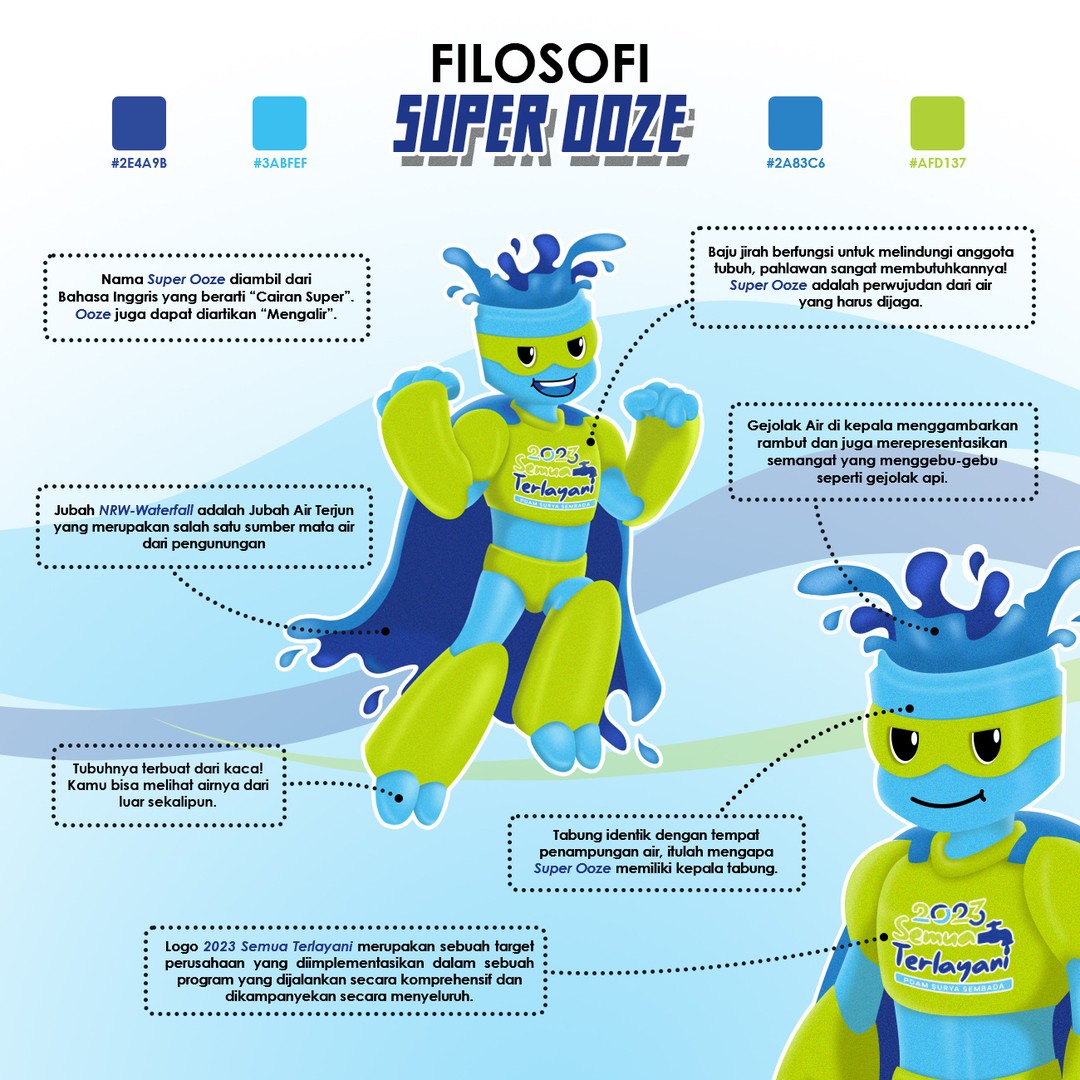 FILOSOFI
SUPER OOZE
#2E4A9B
#3ABFEF
#2A83C6
#AFD137
Nama Super Ooze diambil dari
Bahasa Inggris yang berarti “Cairan Super”.
Ooze juga dapat diartikan “Mengalir”.
Baju jirah berfungsi untuk melindungi anggota
tubuh, pahlawan sangat membutuhkannya!
Super Ooze adalah perwujudan dari air
yang harus dijaga.
Gejolak Air di kepala menggambarkan
rambut dan juga merepresentasikan
semangat yang menggebu-gebu
seperti gejolak api.
2023
Semua
Terlayani
PDAM SURYA SEMBADA
Jubah NRW-Waterfall adalah Jubah Air Terjun
yang merupakan salah satu sumber mata air
dari pengunungan
Tubuhnya terbuat dari kaca!
Kamu bisa melihat airnya dari
luar sekalipun.
Tabung identik dengan tempat
penampungan air, itulah mengapa
Super Ooze memiliki kepala tabung.
Logo 2023 Semua Terlayani merupakan sebuah target
perusahaan yang diimplementasikan dalam sebuah
program yang dijalankan secara komprehensif dan
dikampanyekan secara menyeluruh.
2023
Semua
Terlayani
PDAM SURYA SEMBADA